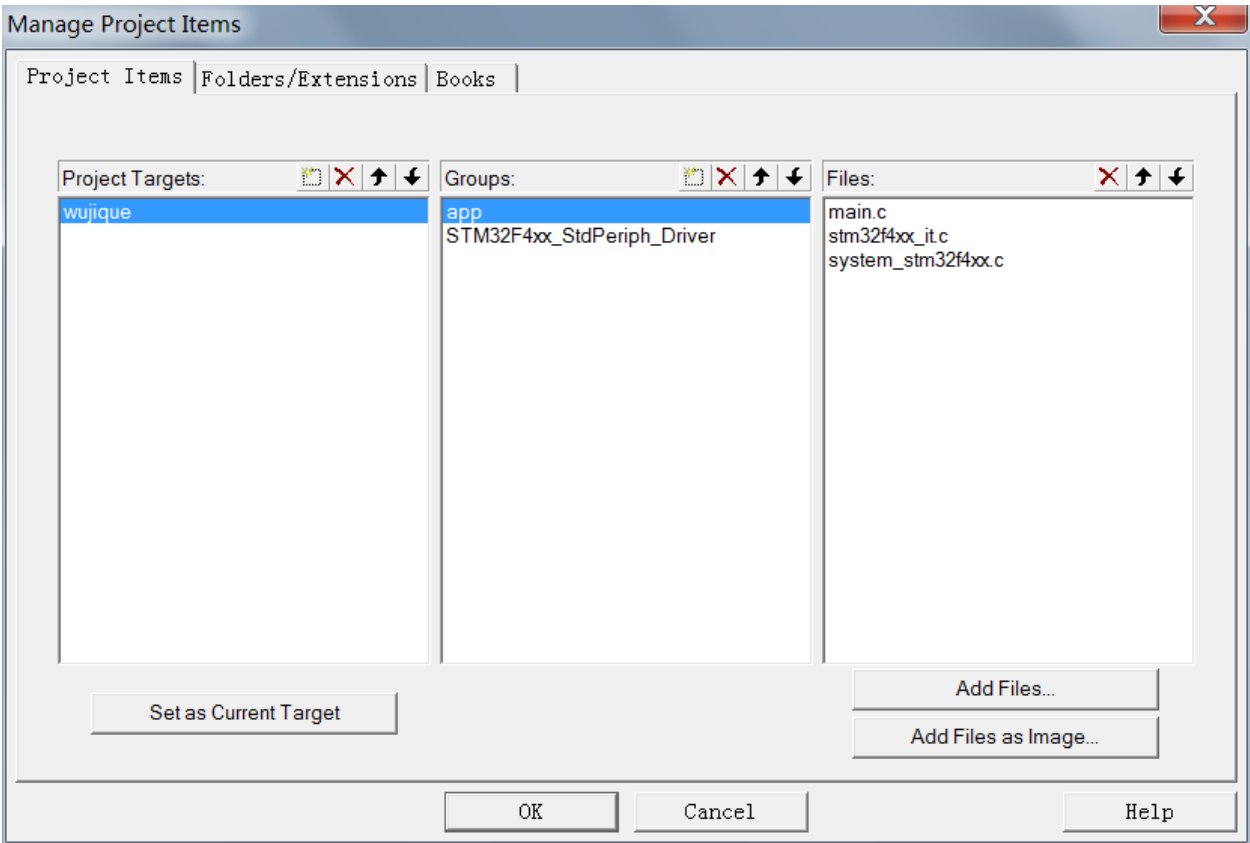 Manage Project Items
Project Items Folders/Extensions Books
Project Targets: Groups: Files:
wujique app main.c
STM32F4xx_StdPeriph_Driver stm32f4xx_it.c
system_stm32f4xx.c
Add Files...
Set as Current Target
Add Files as Image...
OK Cancel Help